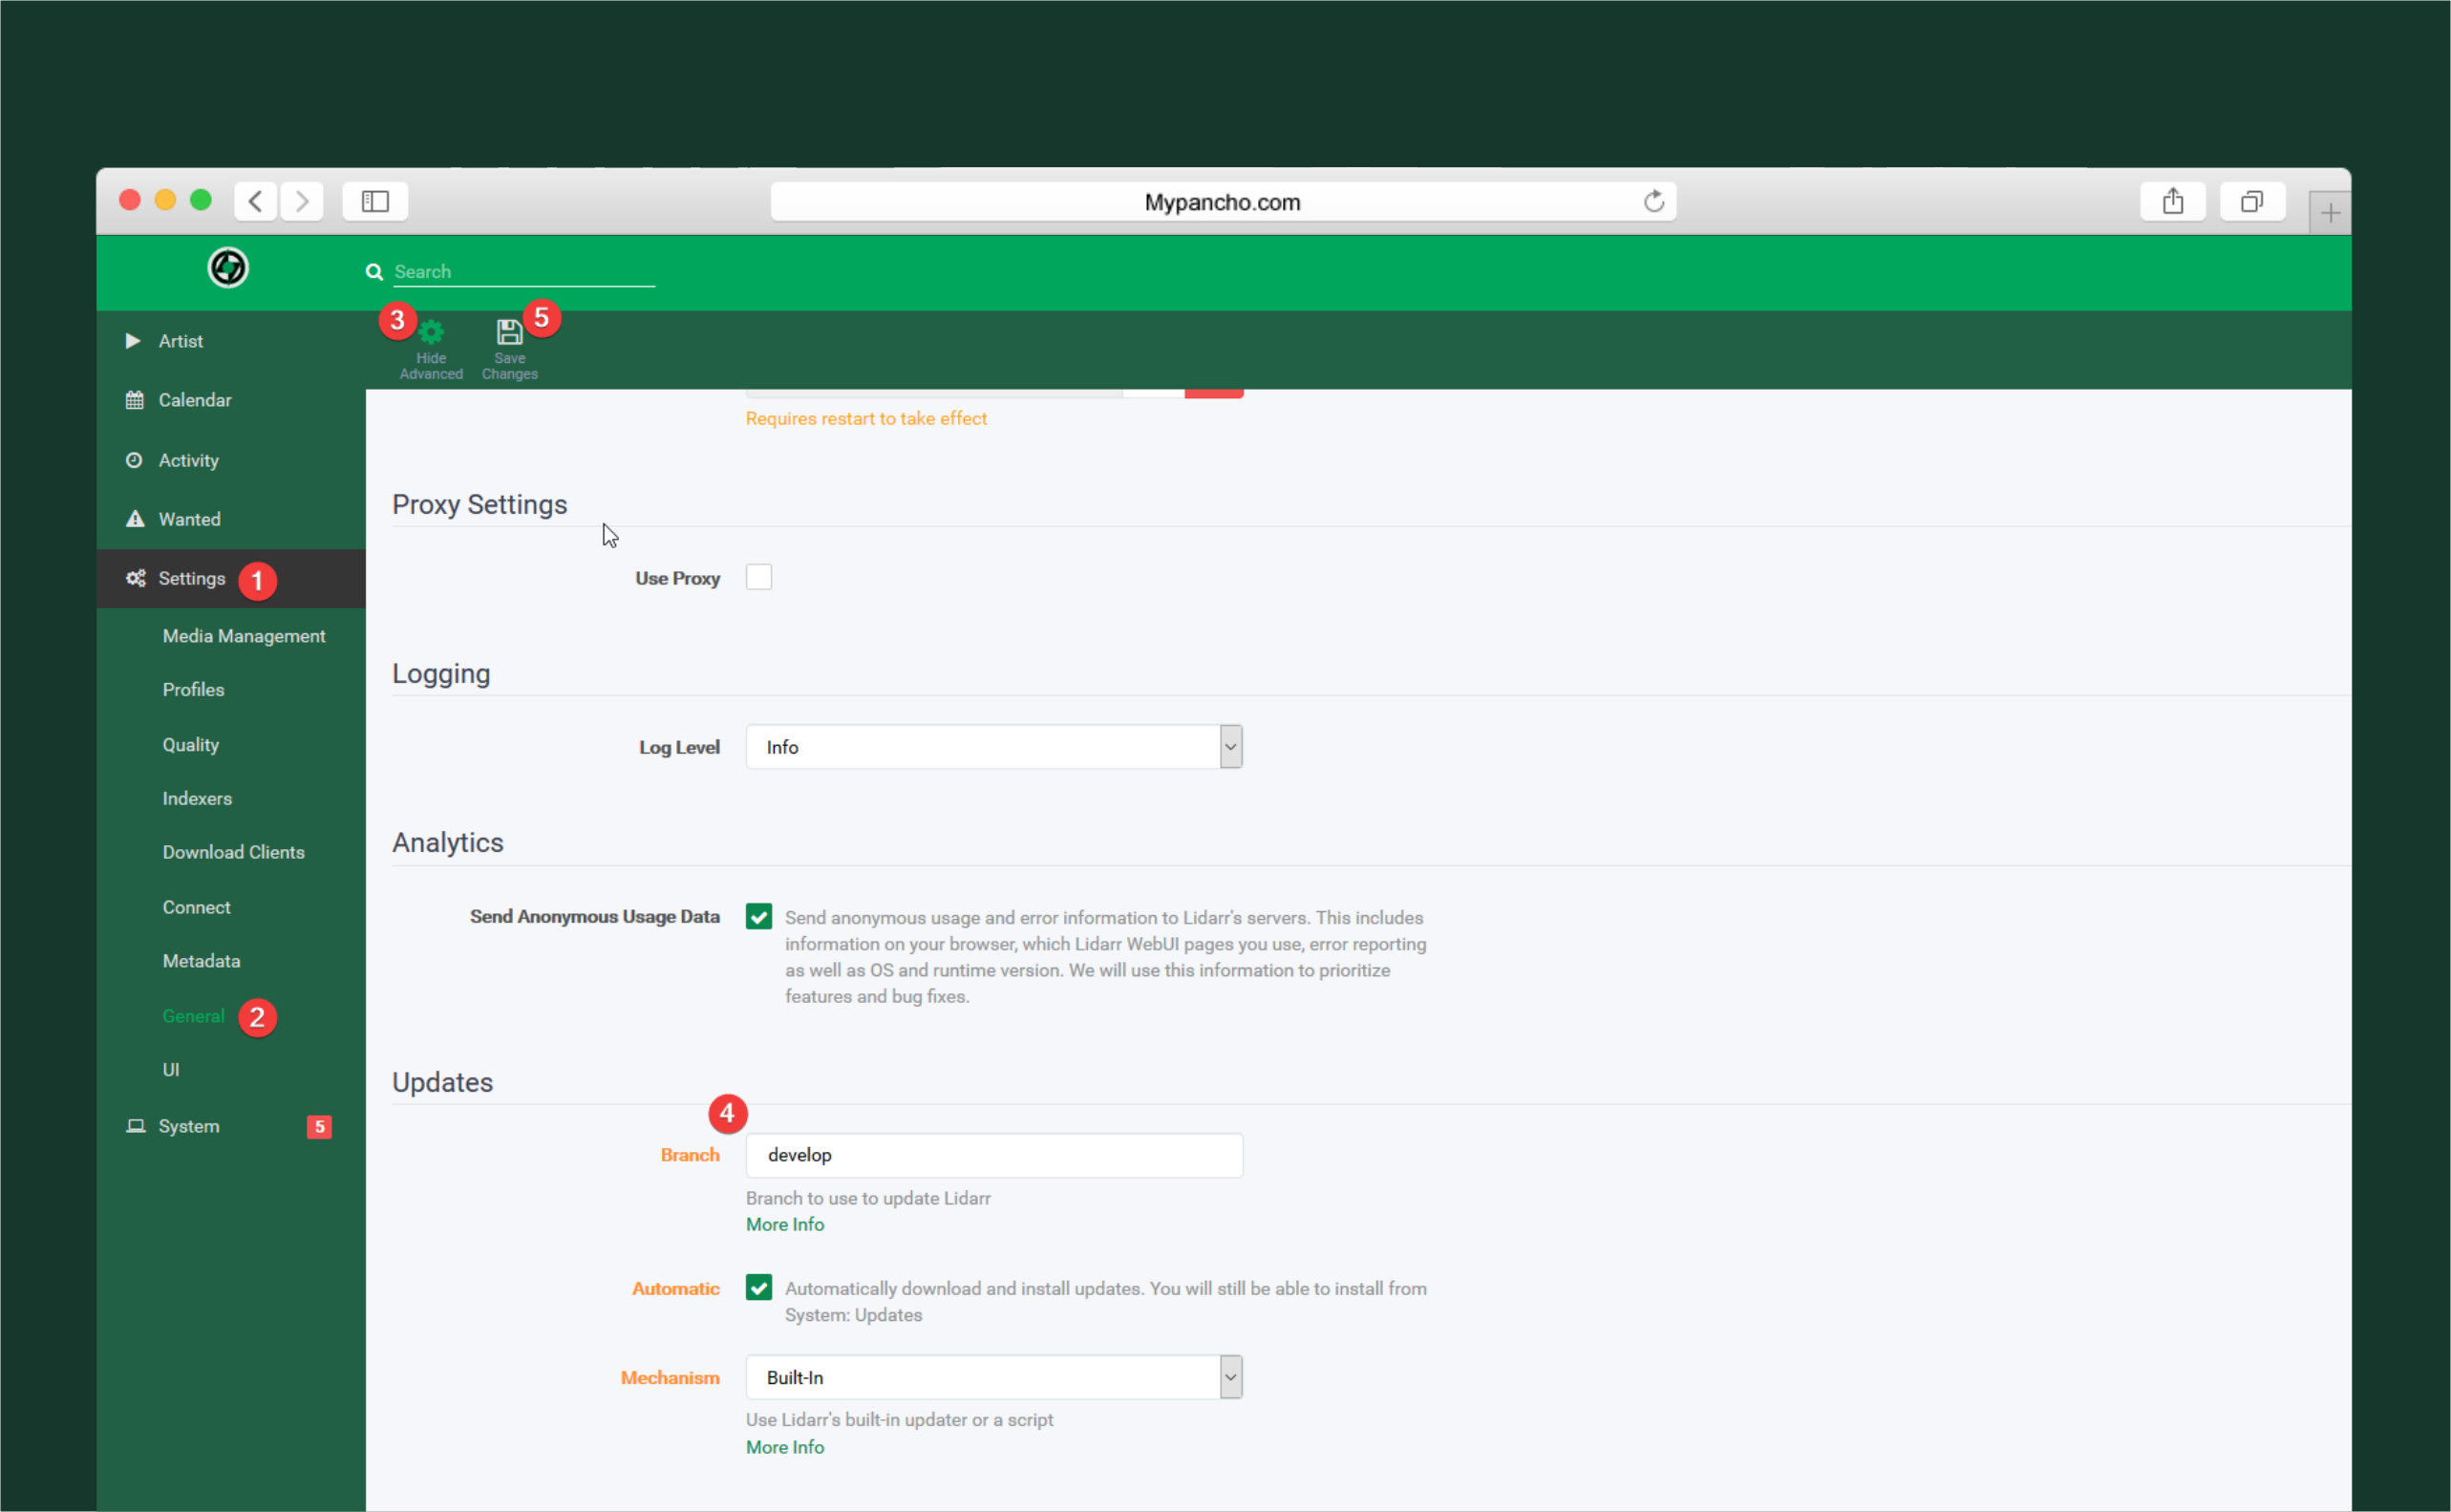 Mypancho.com
Search
3
5
Hide
Advanced
Save
Changes
Artist
Calendar
Activity
Wanted
Settings
1
Media Management
Profiles
Quality
Indexers
Download Clients
Connect
Metadata
General
2
UI
System
5
Requires restart to take effect
Proxy Settings
Use Proxy
Logging
Log Level
Info
Analytics
Send Anonymous Usage Data
Send anonymous usage and error information to Lidarr's servers. This includes
information on your browser, which Lidarr WebUI pages you use, error reporting
as well as OS and runtime version. We will use this information to prioritize
features and bug fixes.
Updates
4
Branch
develop
Branch to use to update Lidarr
More Info
Automatic
Automatically download and install updates. You will still be able to install from
System: Updates
Mechanism
Built-In
Use Lidarr's built-in updater or a script
More Info